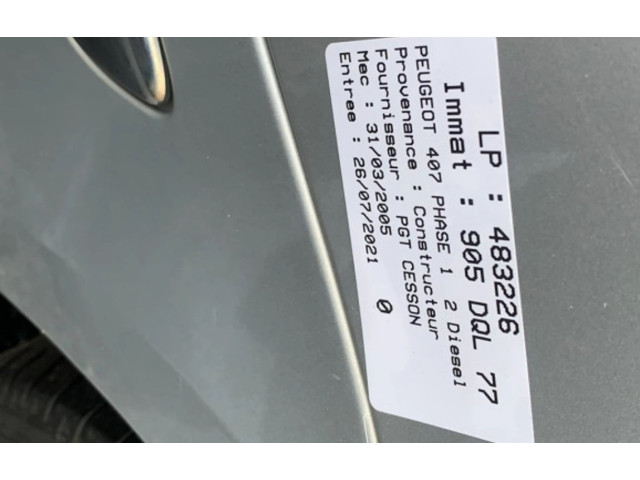 LP : 483226
Immat : 905 DQL 77
PEUGEOT 407 PHASE 1 2 Diesel
Provenance : Constructeur
Fournisseur : PGT CESSON
Mec : 31/03/2005 0
Entree : 26/07/2021